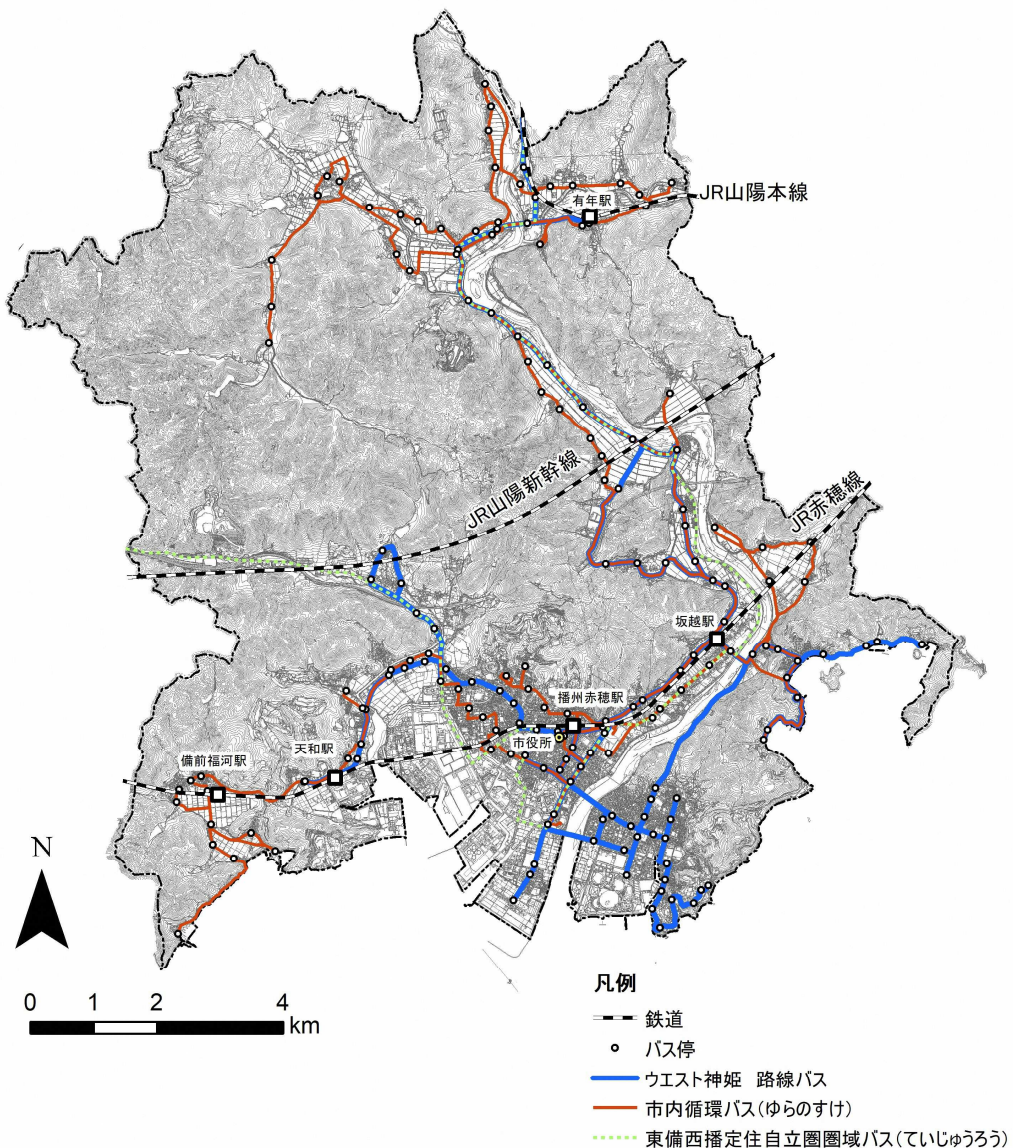 有年駅
JR山陽本線
JR山陽新幹線
JR赤穂線
坂越駅
播州赤穂駅
市役所
天和駅
備前福河駅
N
0 1 2 4
km
凡例
鉄道
バス停
ウエスト神姫 路線バス
市内循環バス(ゆらのすけ)
東備西播定住自立圏圏域バス(ていじゅうろう)